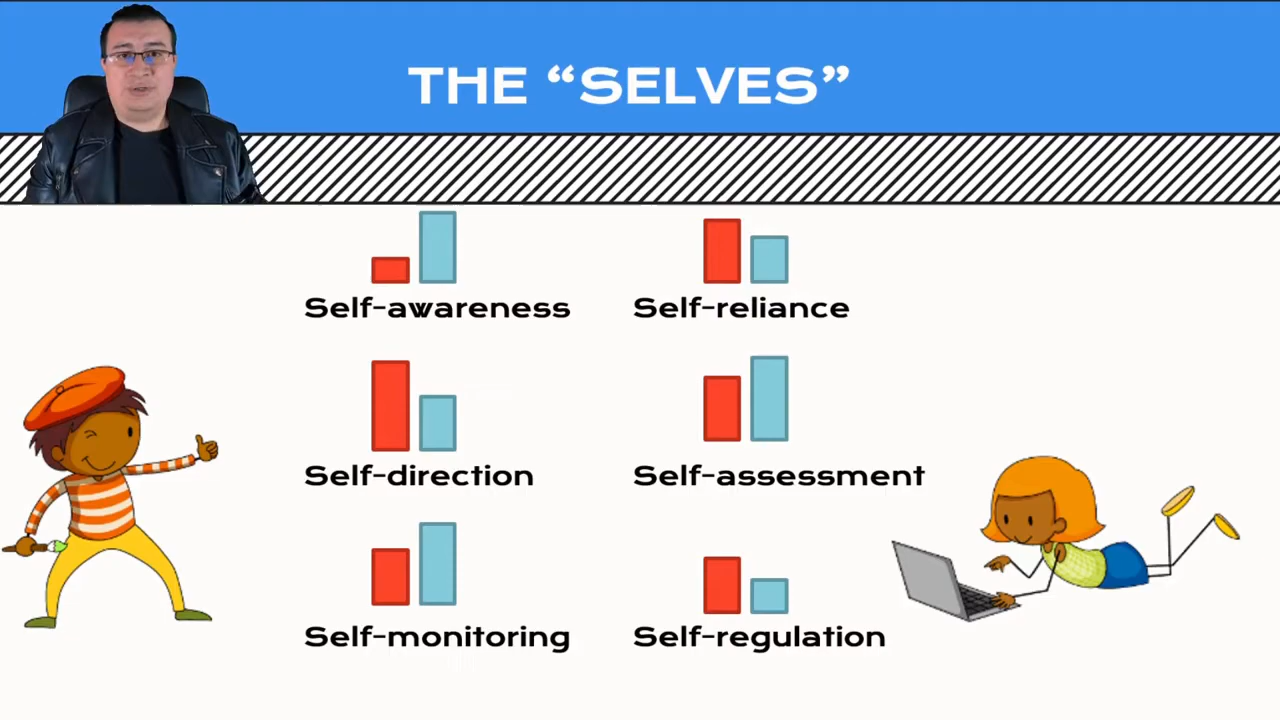 THE “SELVES”
Self-awareness
Self-reliance
Self-direction
Self-assessment
Self-monitoring
Self-regulation